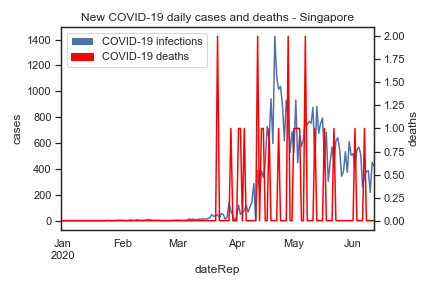 New COVID-19 daily cases and deaths - Singapore
COVID-19 infections
COVID-19 deaths
1400
1200
1000
800
600
400
200
0
cases
2.00
1.75
1.50
1.25
1.00
0.75
0.50
0.25
0.00
deaths
Jan Feb Mar Apr May Jun
2020
dateRep